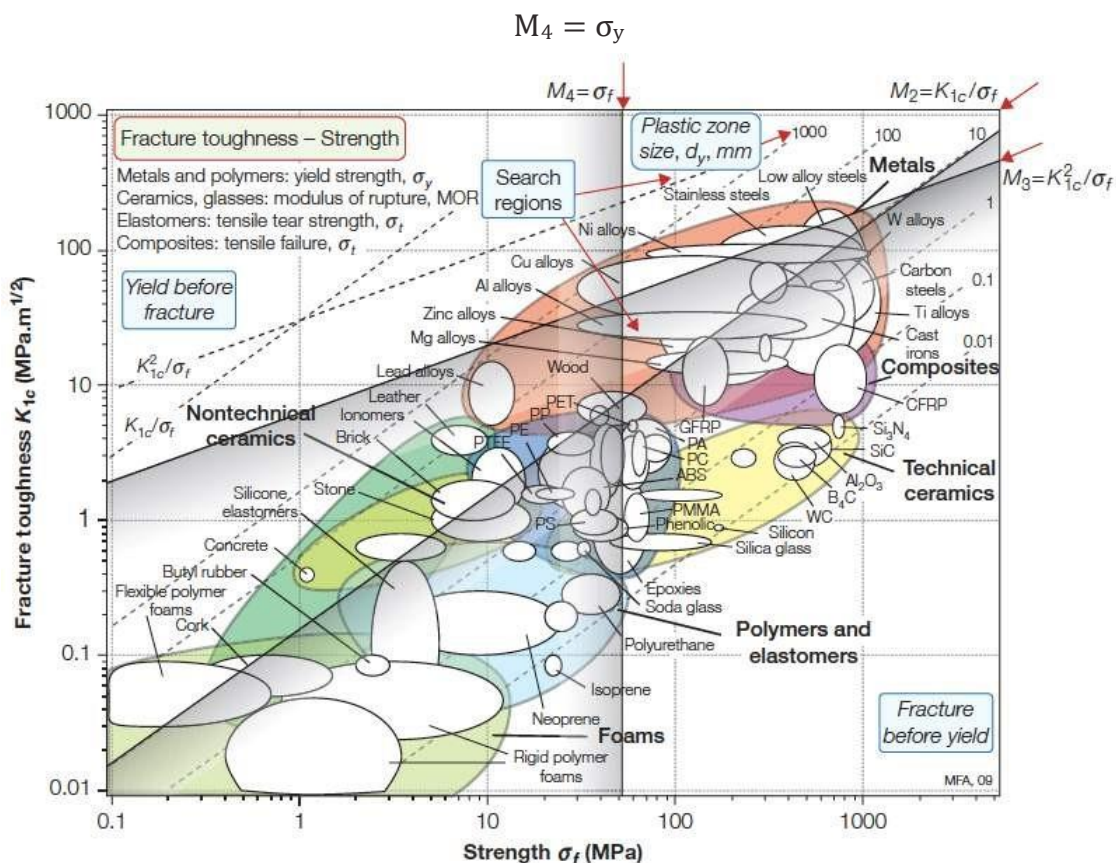 M₄ = σy
M₄=σf
M₂=K₁c/σf
1000
Fracture toughness – Strength
Metals and polymers: yield strength, σy
Ceramics, glasses: modulus of rupture, MOR
Elastomers: tensile tear strength, σt
Composites: tensile failure, σt
Plastic zone
size, dy, mm
1000
100
10
Metals
Low alloy steels
Stainless steels
M₃=K²₁c/σf
Search
regions
1
W alloys
Ni alloys
100
Cu alloys
Yield before
fracture
Al alloys
Carbon
steels
0.1
Zinc alloys
Ti alloys
Mg alloys
Cast
irons
0.01
K²₁c/σf
Wood
Composites
Lead alloys
10
Leather
Ionomers
PET
PP
GFRP
CFRP
K₁c/σf
Nontechnical
ceramics
PE
PTFE
PA
PC
Si₃N₄
SiC
Brick
ABS
Technical
ceramics
Al₂O₃
B₄C
WC
Silicone
elastomers
Stone
PMMA
1
PS
Phenolic
Silicon
Silica glass
Concrete
Butyl rubber
Epoxies
Soda glass
Flexible polymer
foams
Cork
Polyurethane
Polymers and
elastomers
0.1
Isoprene
Neoprene
Foams
Fracture
before yield
Rigid polymer
foams
MFA, 09
0.01
0.1
1
10
100
1000
Fracture toughness K₁c (MPa.m¹/²)
Strength σf (MPa)